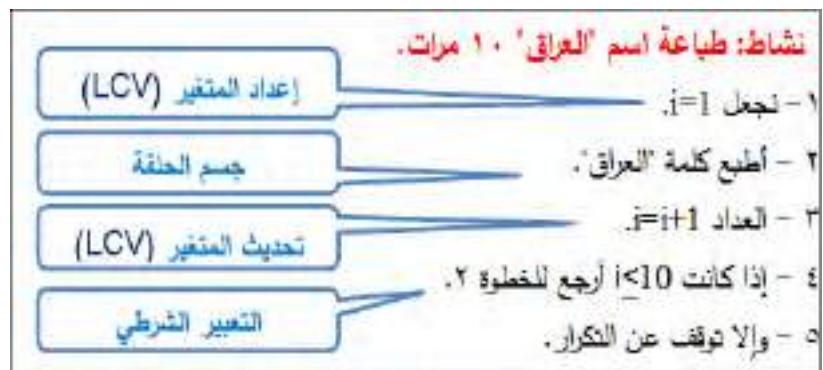 نشاط: طباعة اسم "العراق" ١٠ مرات.
١ - نجعل i=1.
إعداد المتغير (LCV)
٢ - أطبع كلمة "العراق".
جسم الحلقة
٣ - العداد i=i+1.
تحديث المتغير (LCV)
٤ - إذا كانت i≤10 أرجع للخطوة ٢.
التعبير الشرطي
٥ - وإلا توقف عن التكرار.